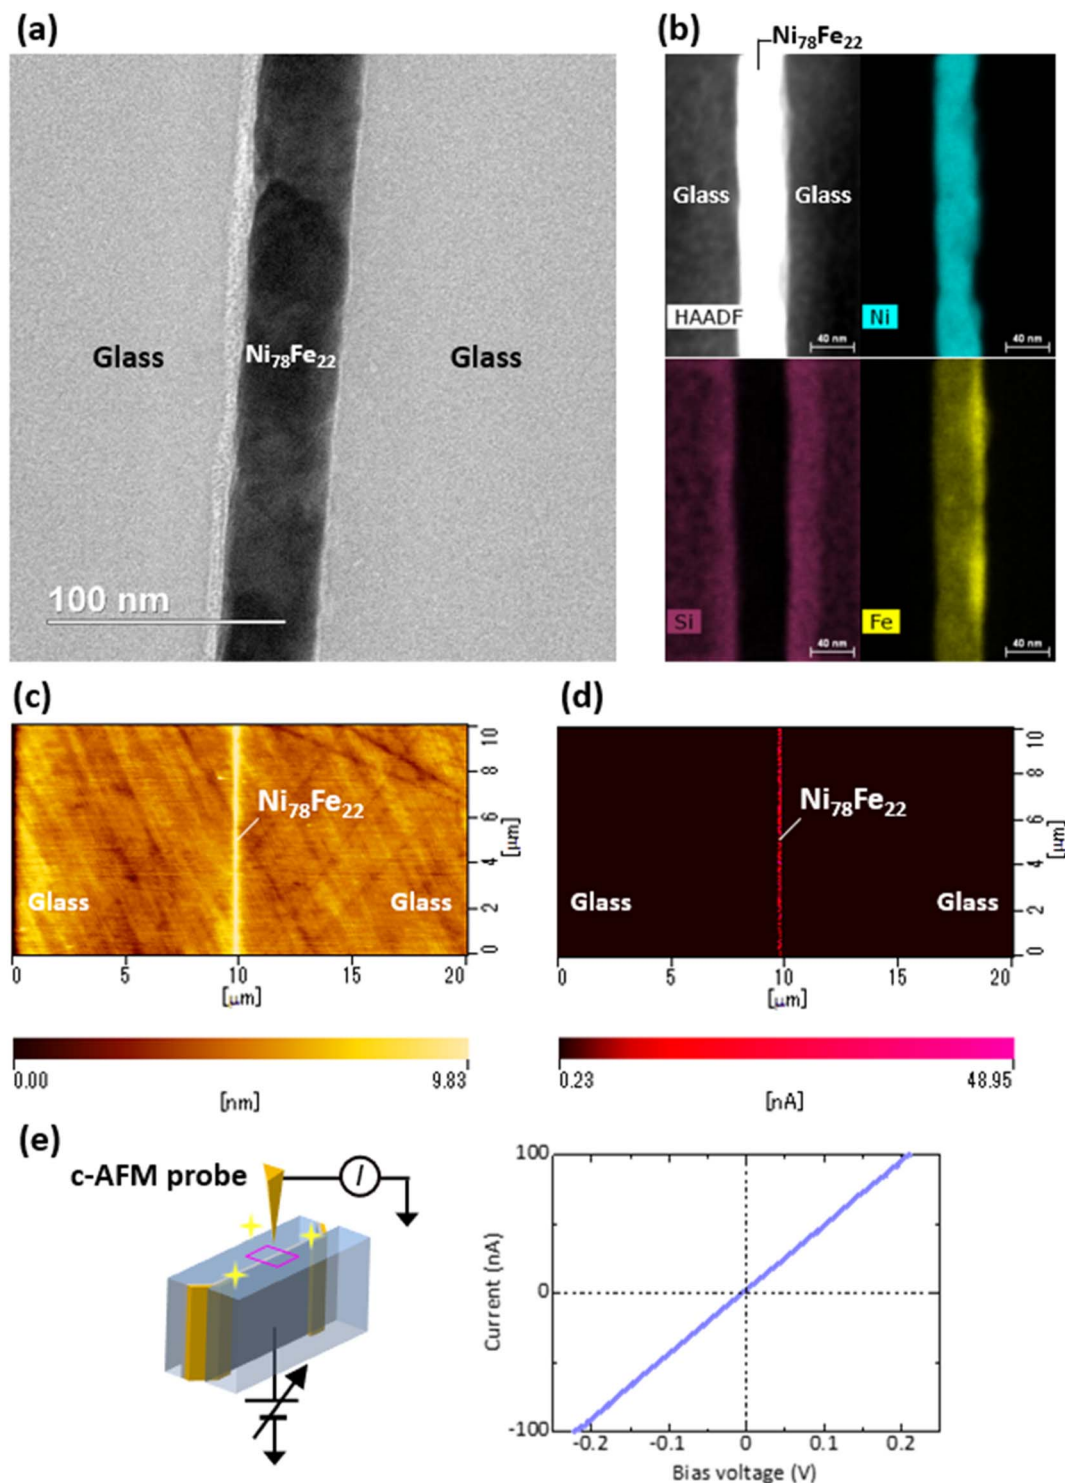 (a)
Glass
Ni₇₈Fe₂₂
Glass
100 nm
(b)
Ni₇₈Fe₂₂
Glass
Glass
HAADF
40 nm
Ni
40 nm
Si
40 nm
Fe
40 nm
(c)
Ni₇₈Fe₂₂
Glass
Glass
0
2
4
6
8
10
[μm]
0
5
10
15
20
[μm]
0.00
9.83
[nm]
(d)
Ni₇₈Fe₂₂
Glass
Glass
0
2
4
6
8
10
[μm]
0
5
10
15
20
[μm]
0.23
48.95
[nA]
(e)
c-AFM probe
I
100
0
-100
Current (nA)
-0.2
-0.1
0
0.1
0.2
Bias voltage (V)